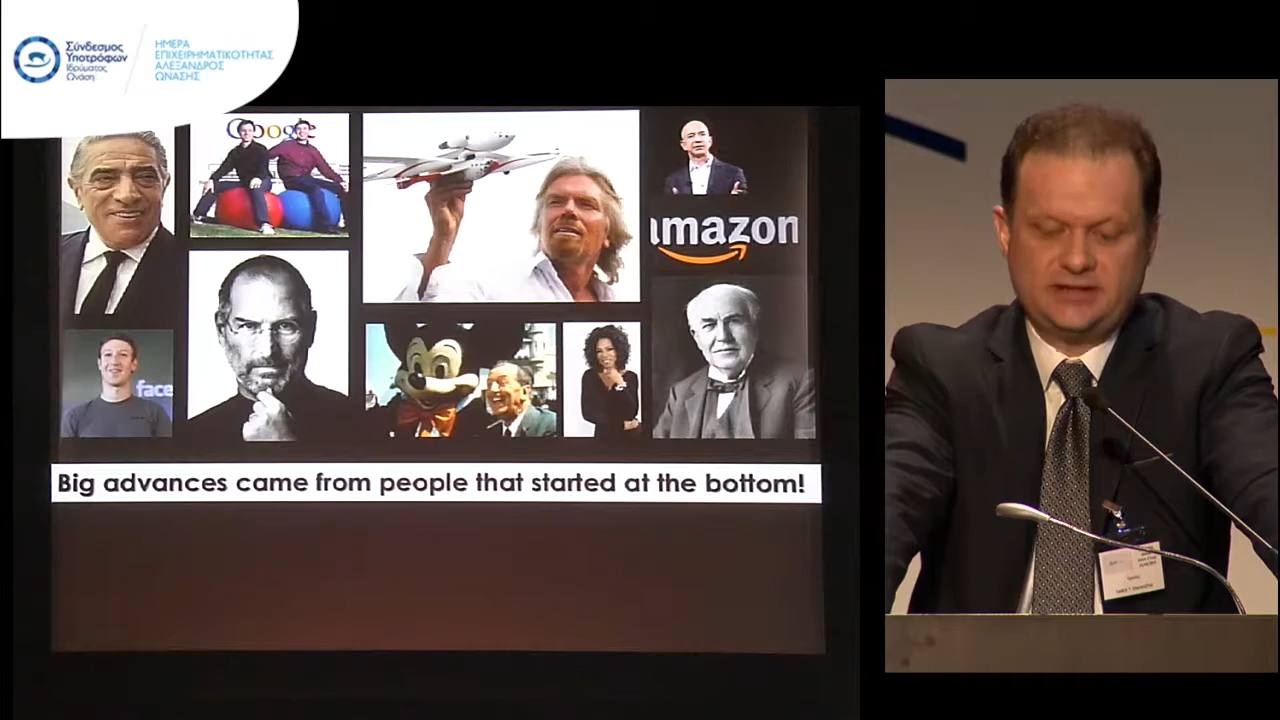 Σύνδεσμος
Υποτρόφων
Ιδρύματος
Ωνάση
ΗΜΕΡΑ
ΕΠΙΧΕΙΡΗΜΑΤΙΚΟΤΗΤΑΣ
ΑΛΕΞΑΝΔΡΟΣ
ΩΝΑΣΗΣ
Google
amazon
face
Big advances came from people that started at the bottom!